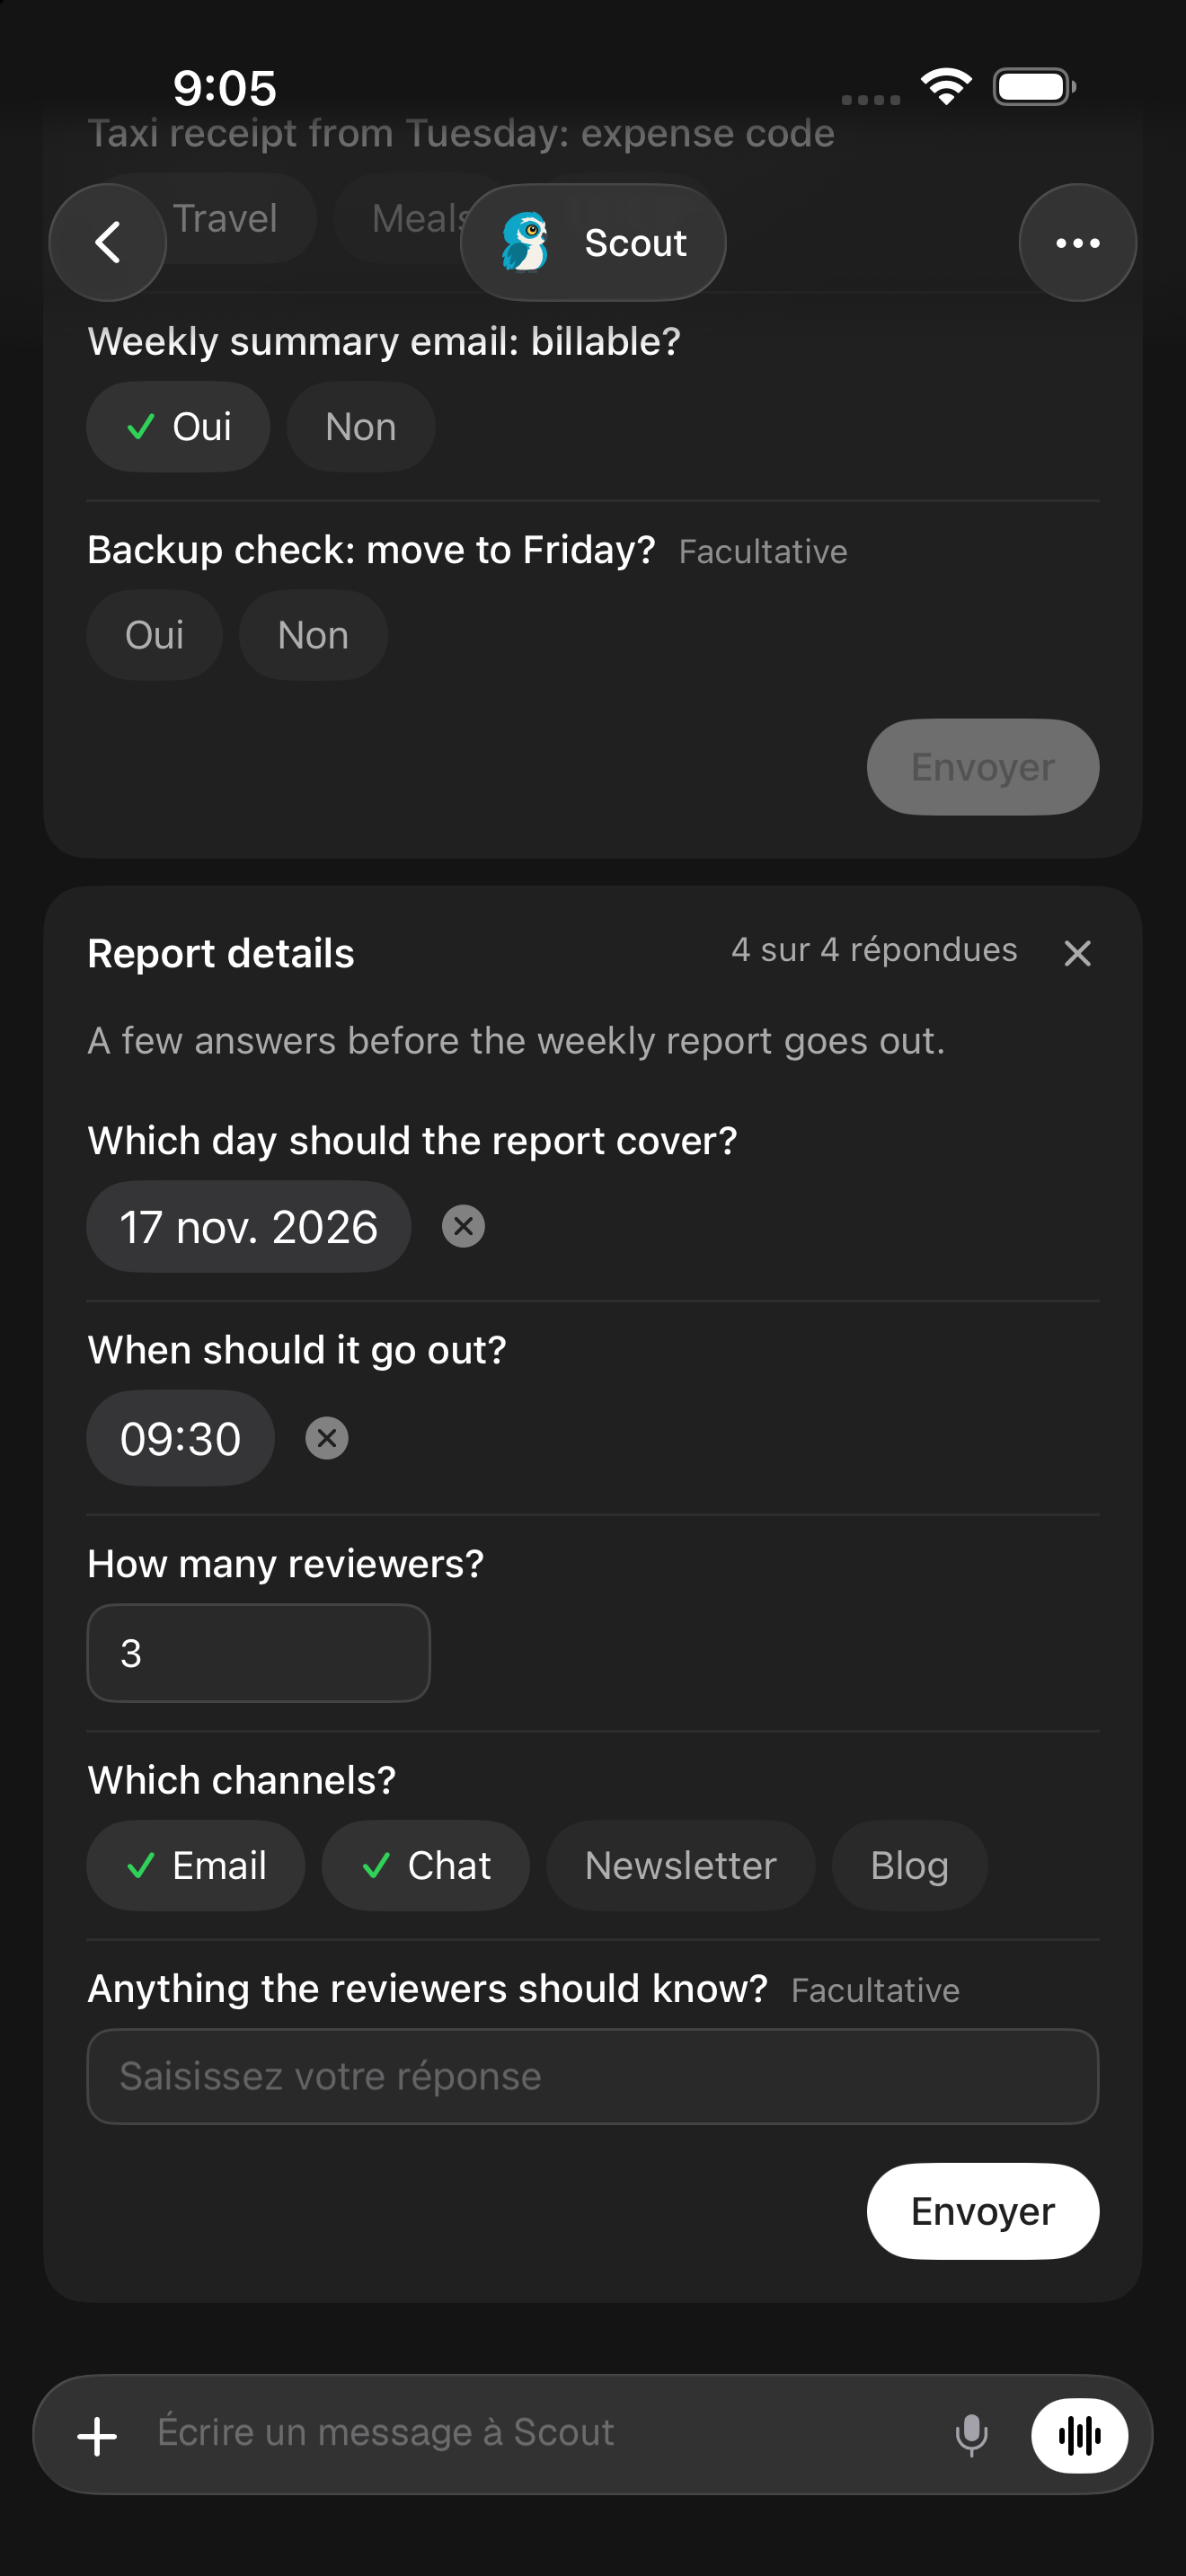 9:05
Taxi receipt from Tuesday: expense code
Travel
Scout
Weekly summary email: billable?
Oui
Non
Backup check: move to Friday? Facultative
Oui
Non
Envoyer
Report details
4 sur 4 répondues
A few answers before the weekly report goes out.
Which day should the report cover?
17 nov. 2026
When should it go out?
09:30
How many reviewers?
3
Which channels?
Email
Chat
Newsletter
Blog
Anything the reviewers should know? Facultative
Saisissez votre réponse
Envoyer
Écrire un message à Scout